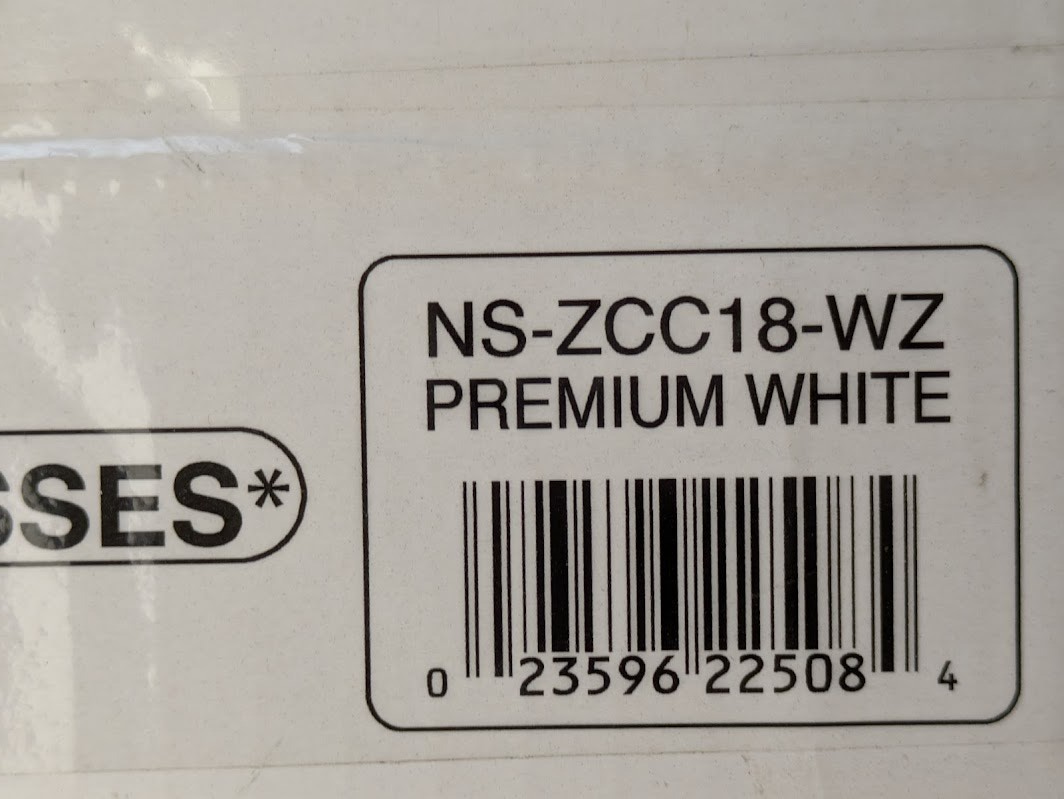 NS-ZCC18-WZ
PREMIUM WHITE
SSES*
0 23596 22508 4